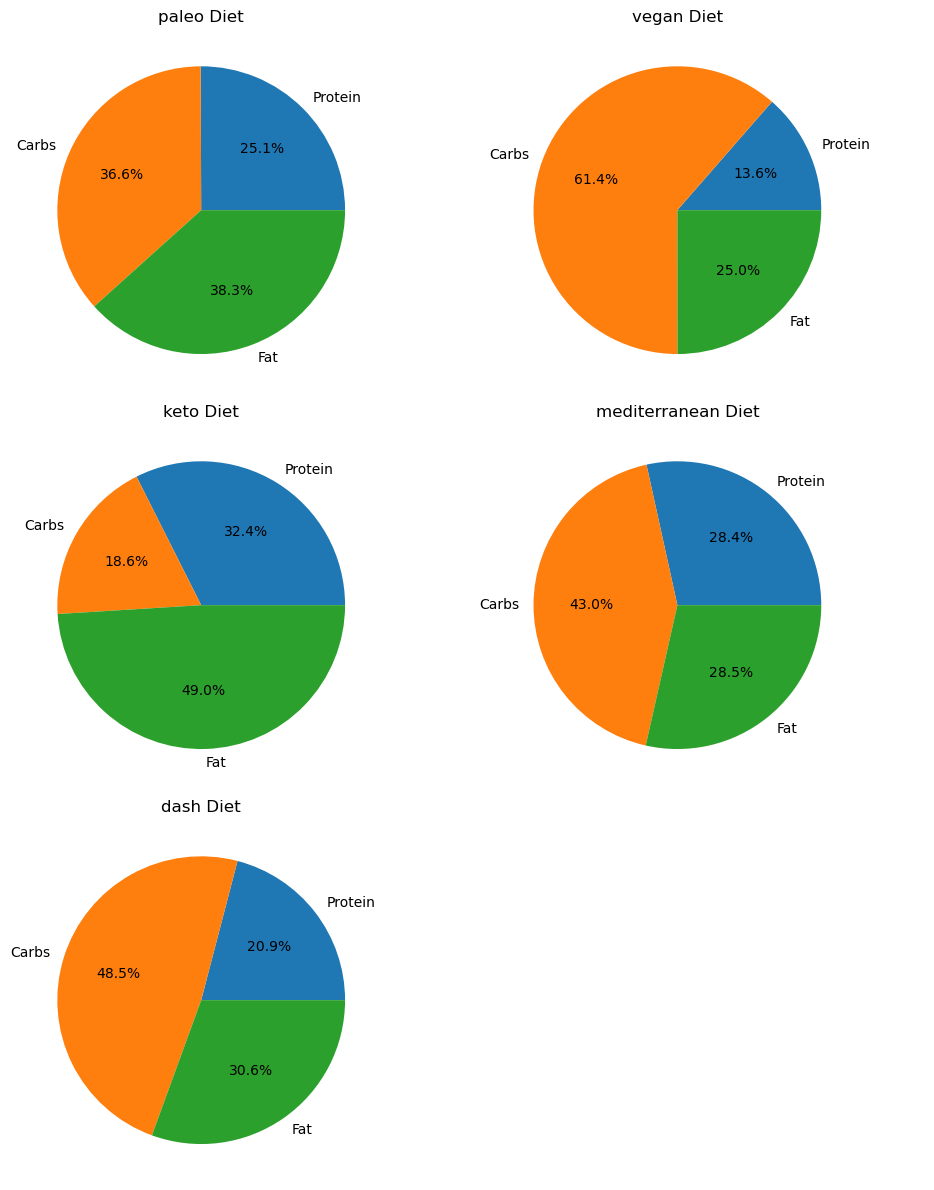 paleo Diet
Protein
25.1%
Carbs
36.6%
38.3%
Fat
vegan Diet
Protein
Carbs
13.6%
61.4%
25.0%
Fat
keto Diet
Protein
Carbs
32.4%
18.6%
49.0%
Fat
mediterranean Diet
Protein
28.4%
Carbs
43.0%
28.5%
Fat
dash Diet
Protein
20.9%
Carbs
48.5%
30.6%
Fat